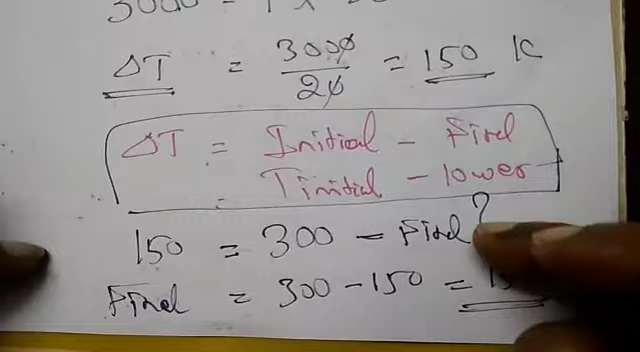 ΔT = 3000/20 = 150 K
ΔT = Initial - Final
Tinitial - lower
150 = 300 - Final ?
Final = 300 - 150 =